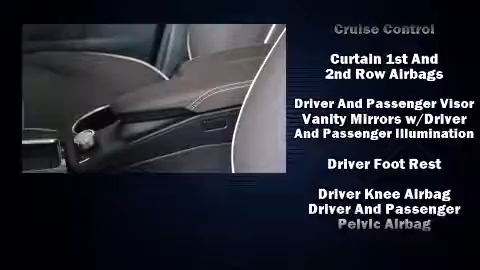 Cruise Control
Curtain 1st And
2nd Row Airbags
Driver And Passenger Visor
Vanity Mirrors w/Driver
And Passenger Illumination
Driver Foot Rest
Driver Knee Airbag
Driver And Passenger
Pelvic Airbag